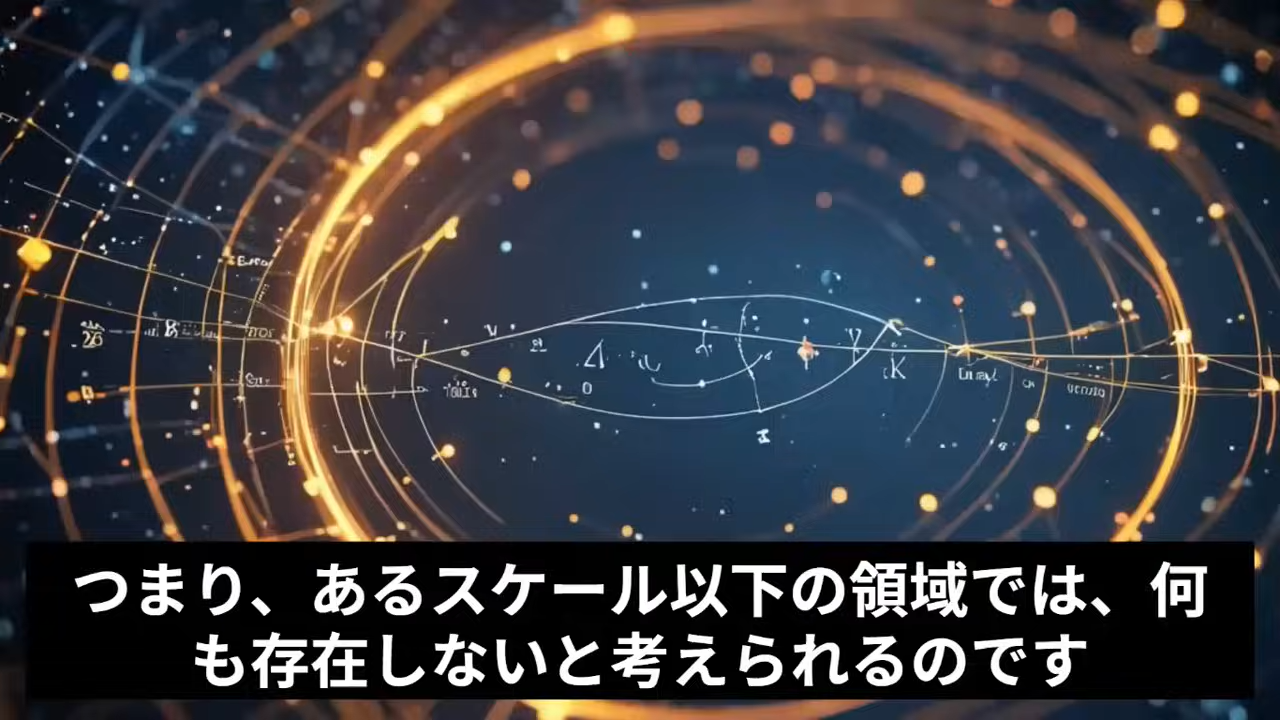 つまり、あるスケール以下の領域では、何
も存在しないと考えられるのです